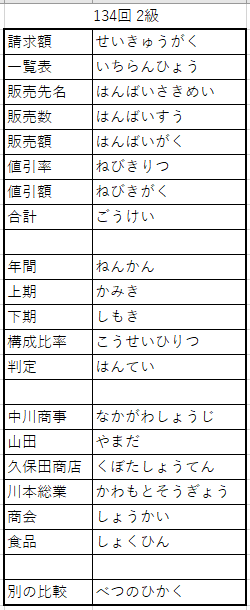 134回 2級
請求額 せいきゅうがく
一覧表 いちらんひょう
販売先名 はんばいさきめい
販売数 はんばいすう
販売額 はんばいがく
値引率 ねびきりつ
値引額 ねびきがく
合計 ごうけい
年間 ねんかん
上期 かみき
下期 しもき
構成比率 こうせいひりつ
判定 はんてい
中川商事 なかがわしょうじ
山田 やまだ
久保田商店 くぼたしょうてん
川本総業 かわもとそうぎょう
商会 しょうかい
食品 しょくひん
別の比較 べつのひかく